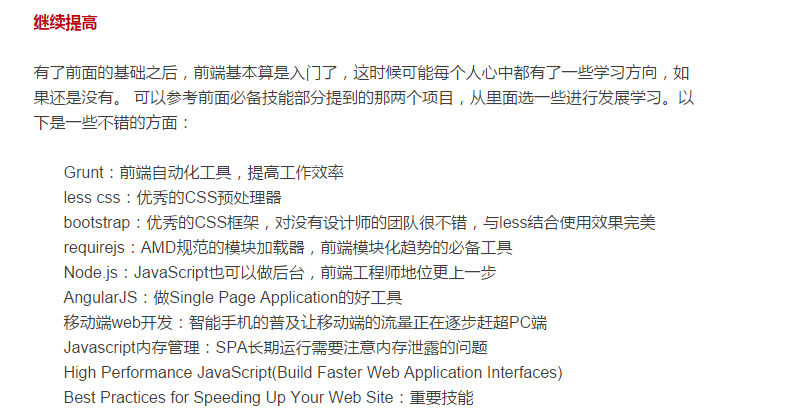 继续提高
有了前面的基础之后，前端基本算是入门了，这时候可能每个人心中都有了一些学习方向，如
果还是没有。 可以参考前面必备技能部分提到的那两个项目，从里面选一些进行发展学习。以
下是一些不错的方面：
Grunt：前端自动化工具，提高工作效率
less css：优秀的CSS预处理器
bootstrap：优秀的CSS框架，对没有设计师的团队很不错，与less结合使用效果完美
requirejs：AMD规范的模块加载器，前端模块化趋势的必备工具
Node.js：JavaScript也可以做后台，前端工程师地位更上一步
AngularJS：做Single Page Application的好工具
移动端web开发：智能手机的普及让移动端的流量正在逐步赶超PC端
Javascript内存管理：SPA长期运行需要注意内存泄露的问题
High Performance JavaScript(Build Faster Web Application Interfaces)
Best Practices for Speeding Up Your Web Site：重要技能